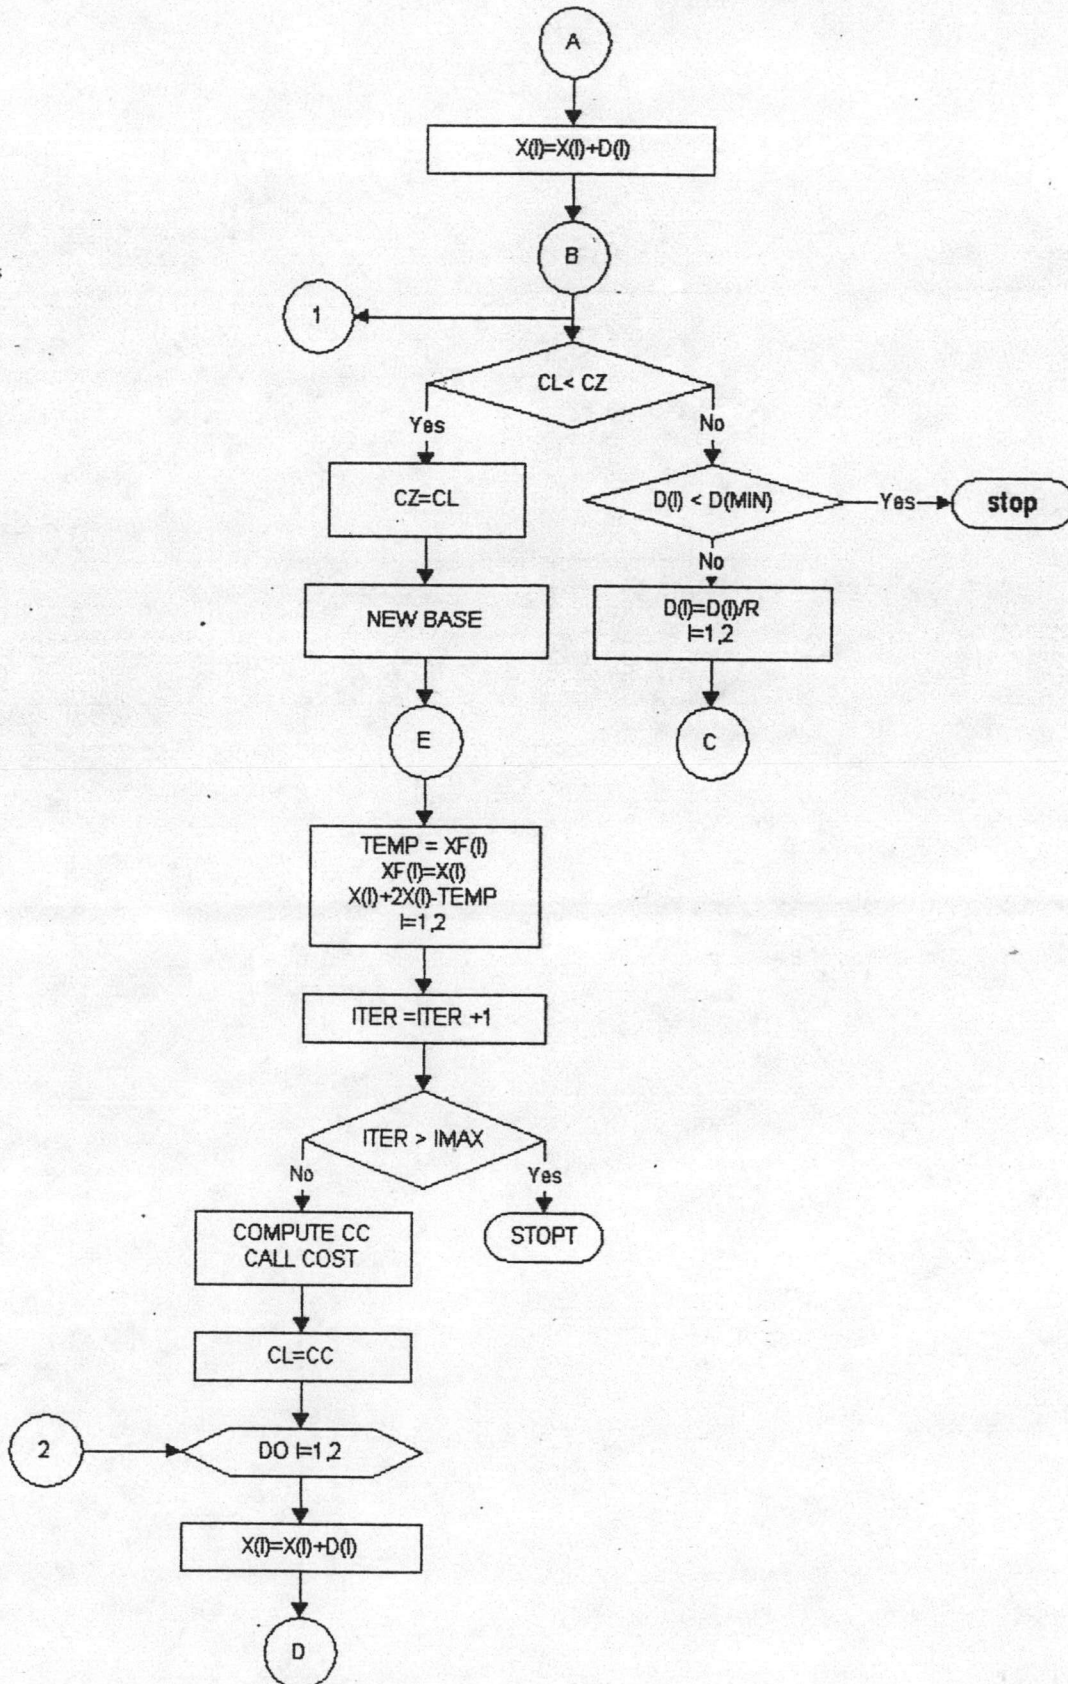 A
X(I)=X(I)+D(I)
B
1
CL< CZ
Yes
No
CZ=CL
D(I) < D(MIN)
Yes
stop
No
NEW BASE
D(I)=D(I)/R
I=1,2
E
C
TEMP = XF(I)
XF(I)=X(I)
X(I)+2X(I)-TEMP
I=1,2
ITER =ITER +1
ITER > IMAX
No
Yes
COMPUTE CC
CALL COST
STOPT
CL=CC
2
DO I=1,2
X(I)=X(I)+D(I)
D